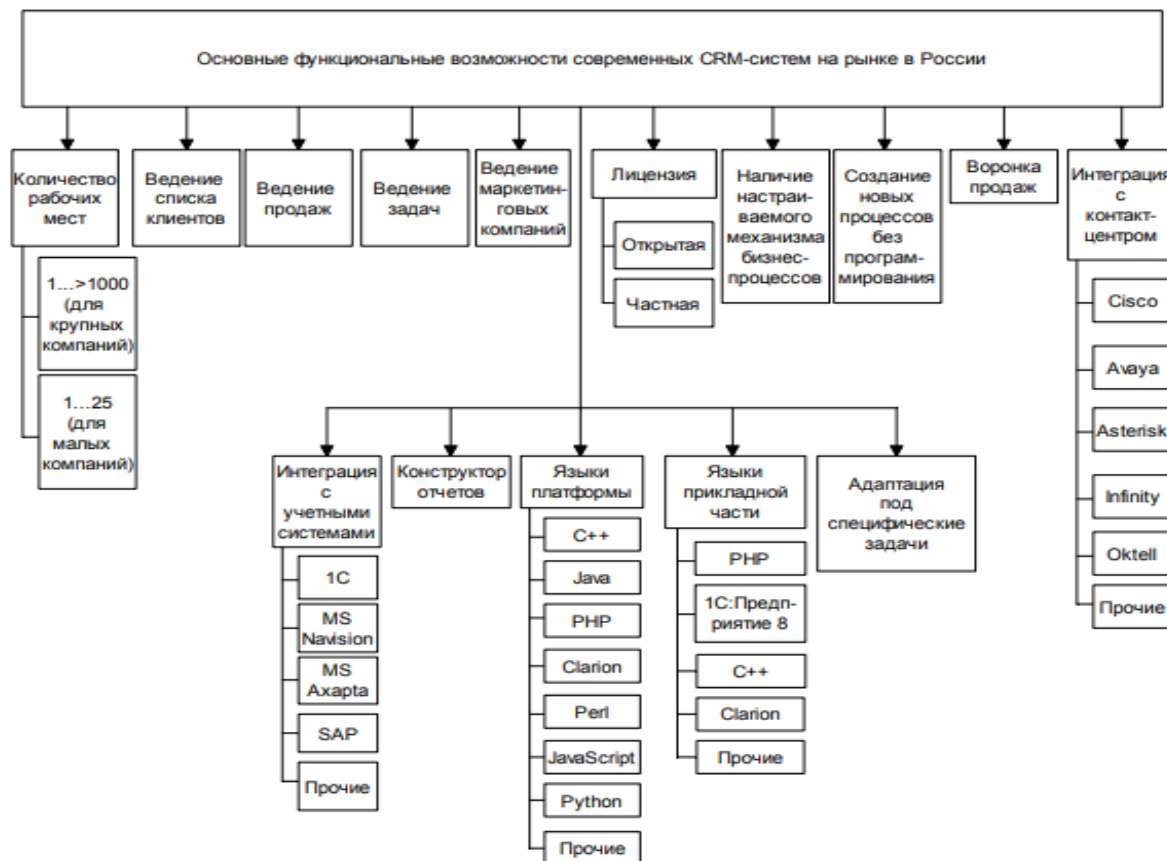 Основные функциональные возможности современных CRM-систем на рынке в России
Количество
рабочих
мест
1...>1000
(для
крупных
компаний)
1...25
(для
малых
компаний)
Ведение
списка
клиентов
Ведение
продаж
Ведение
задач
Ведение
маркетин-
говых
компаний
Лицензия
Открытая
Частная
Наличие
настраи-
ваемого
механизма
бизнес-
процессов
Создание
новых
процессов
без
програм-
мирования
Воронка
продаж
Интеграция
с
контакт-
центром
Cisco
Avaya
Asterisk
Infinity
Oktell
Прочие
Интеграция
с
учетными
системами
1С
MS
Navision
MS
Axapta
SAP
Прочие
Конструктор
отчетов
Языки
платформы
C++
Java
PHP
Clarion
Perl
JavaScript
Python
Прочие
Языки
прикладной
части
PHP
1С:Предп-
риятие 8
C++
Clarion
Прочие
Адаптация
под
специфические
задачи